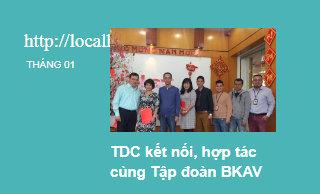 http://locall
THÁNG 01
TDC kết nối, hợp tác
cùng Tập đoàn BKAV